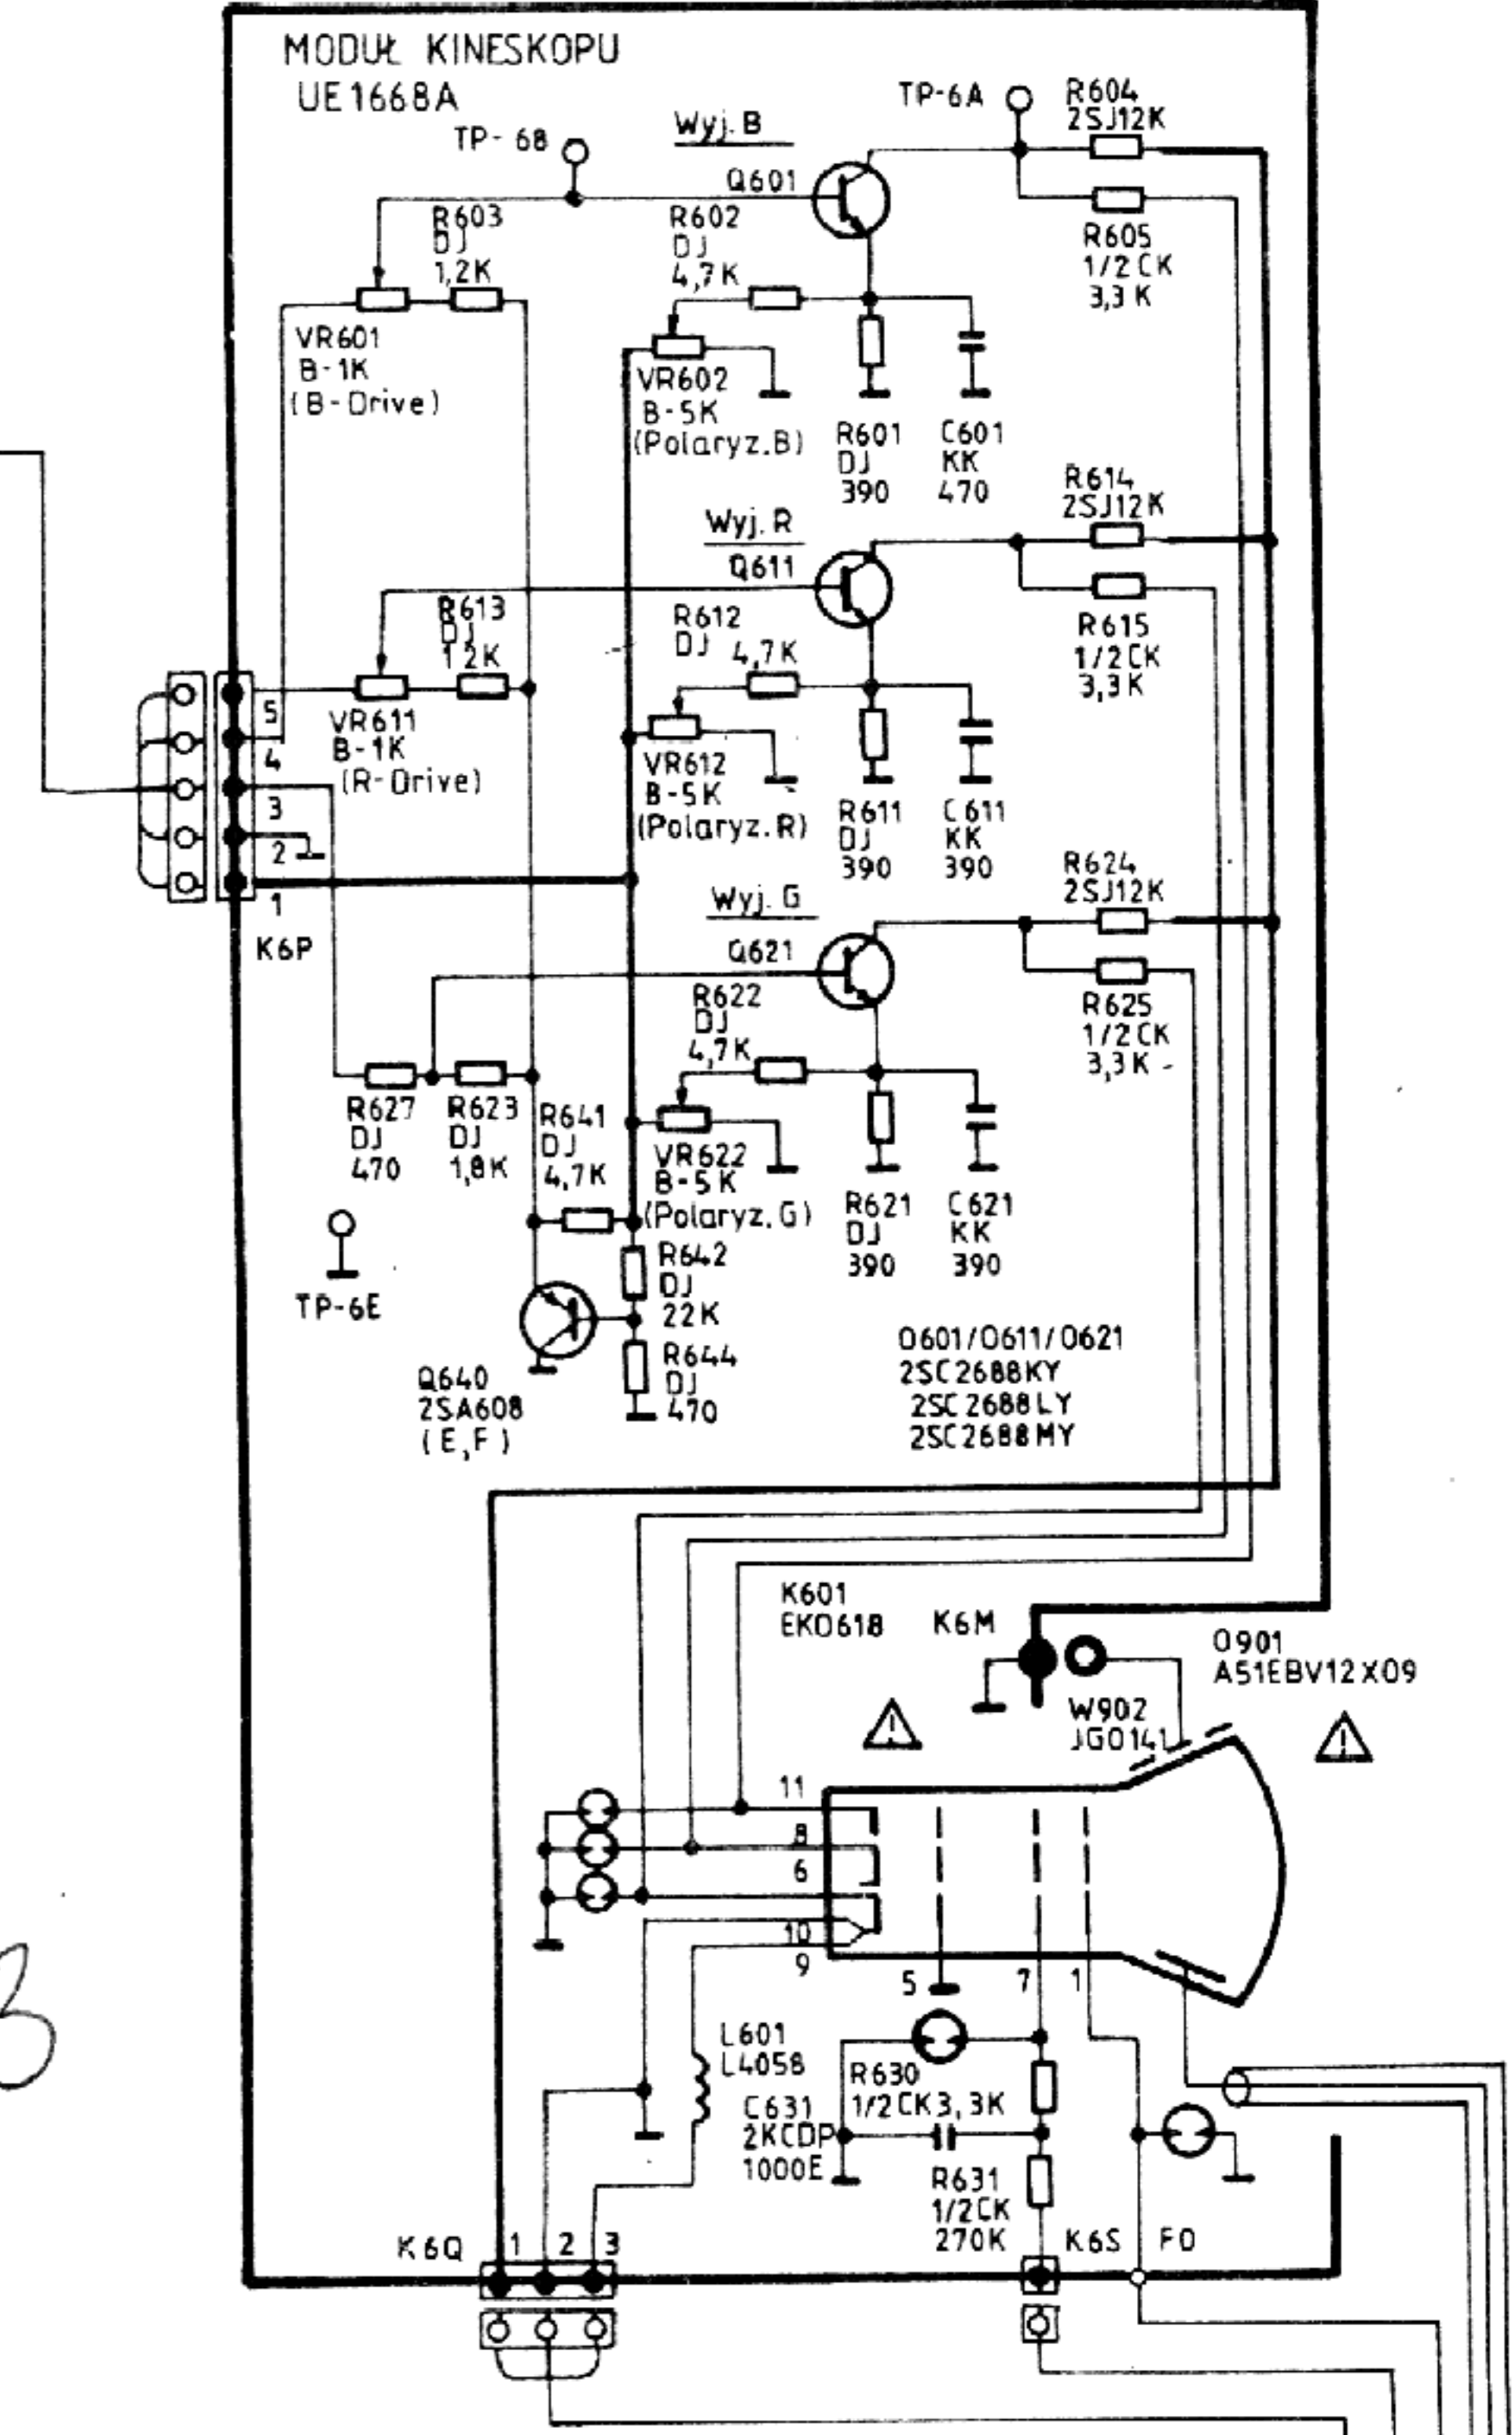 MODUŁ KINESKOPU
UE1668A
TP-6B
Wyj. B
TP-6A
R604
2SJ12K
Q601
R603
DJ
1,2K
R602
DJ
4,7K
R605
1/2CK
3,3K
VR601
B-1K
(B-Drive)
VR602
B-5K
(Polaryz.B)
R601
DJ
390
C601
KK
470
R614
2SJ12K
Wyj. R
Q611
R613
DJ
12K
R612
DJ 4,7K
R615
1/2CK
3,3K
5
4
3
2
1
K6P
VR611
B-1K
(R-Drive)
VR612
B-5K
(Polaryz.R)
R611
DJ
390
C611
KK
390
R624
2SJ12K
Wyj. G
Q621
R622
DJ
4,7K
R625
1/2CK
3,3K
R627
DJ
470
R623
DJ
1,8K
R641
DJ
4,7K
VR622
B-5K
(Polaryz.G)
R621
DJ
390
C621
KK
390
TP-6E
R642
DJ
22K
R644
DJ
470
Q640
2SA608
(E,F)
O601/O611/O621
2SC2688KY
2SC2688LY
2SC2688MY
K601
EKO618
K6M
O901
A51EBV12X09
W902
JGO141
11
8
6
10
9
5
7
1
3
L601
L4058
R630
1/2CK3,3K
C631
2KCDP
1000E
R631
1/2CK
270K
K6Q
1
2
3
K6S
FO